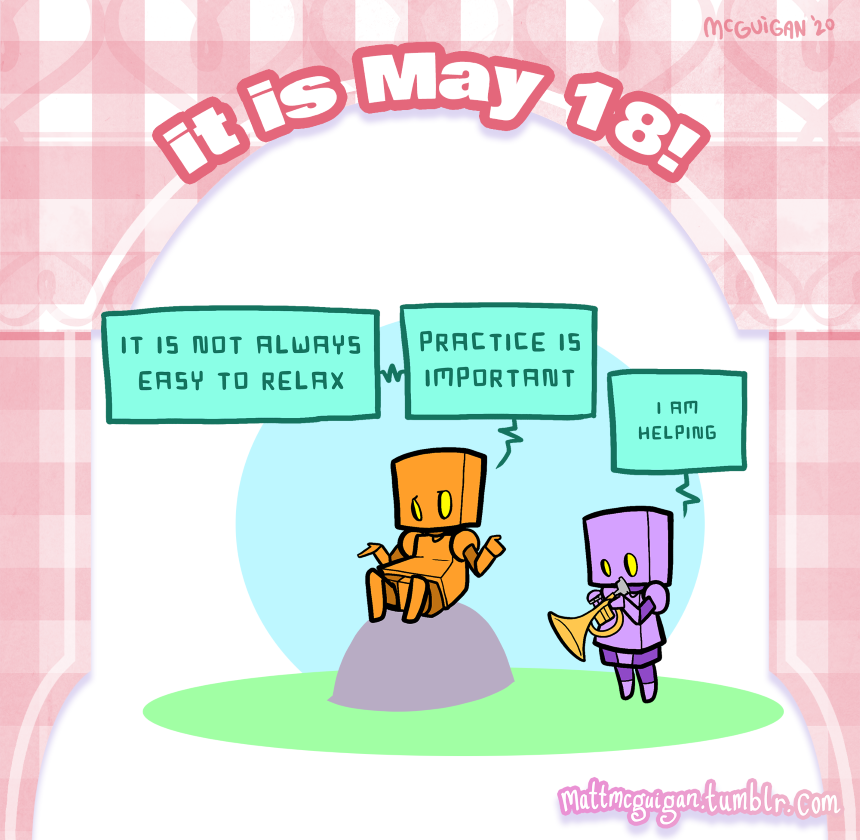 McGUiGAN '20
it is May 18!
IT IS NOT ALWAYS
EASY TO RELAX
PRACTICE IS
IMPORTANT
I AM
HELPING
mattmcguigan.tumblr.com